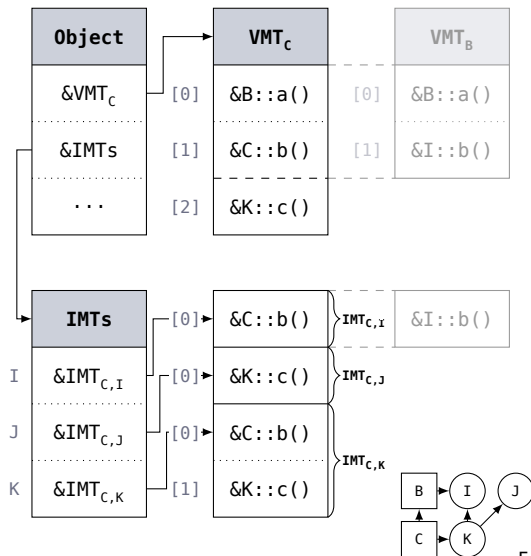 Object VMT_C VMT_B
&VMT_C [0] &B::a() [0] &B::a()
&IMTs [1] &C::b() [1] &I::b()
... [2] &K::c()
IMTs [0] &C::b() IMT_C,I &I::b()
I &IMT_C,I [0] &K::c() IMT_C,J
J &IMT_C,J [0] &C::b()
K &IMT_C,K [1] &K::c() IMT_C,K
B I J
C K